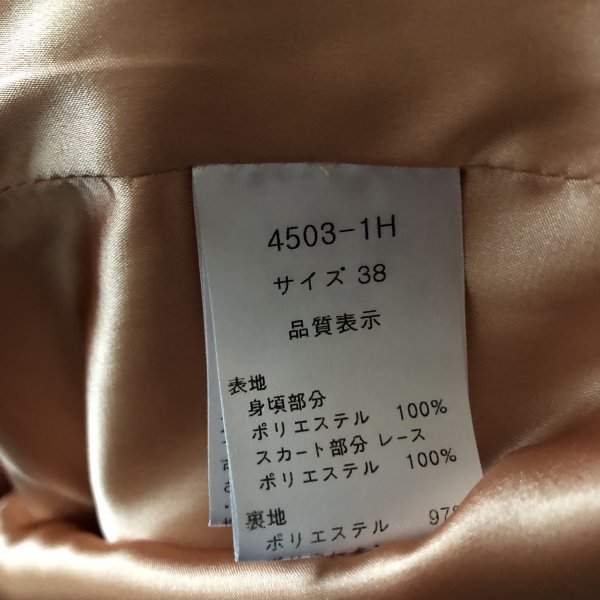 4503-1H
サイズ 38
品質表示
表地
身頃部分
ポリエステル 100%
スカート部分 レース
ポリエステル 100%
裏地
ポリエステル 97%